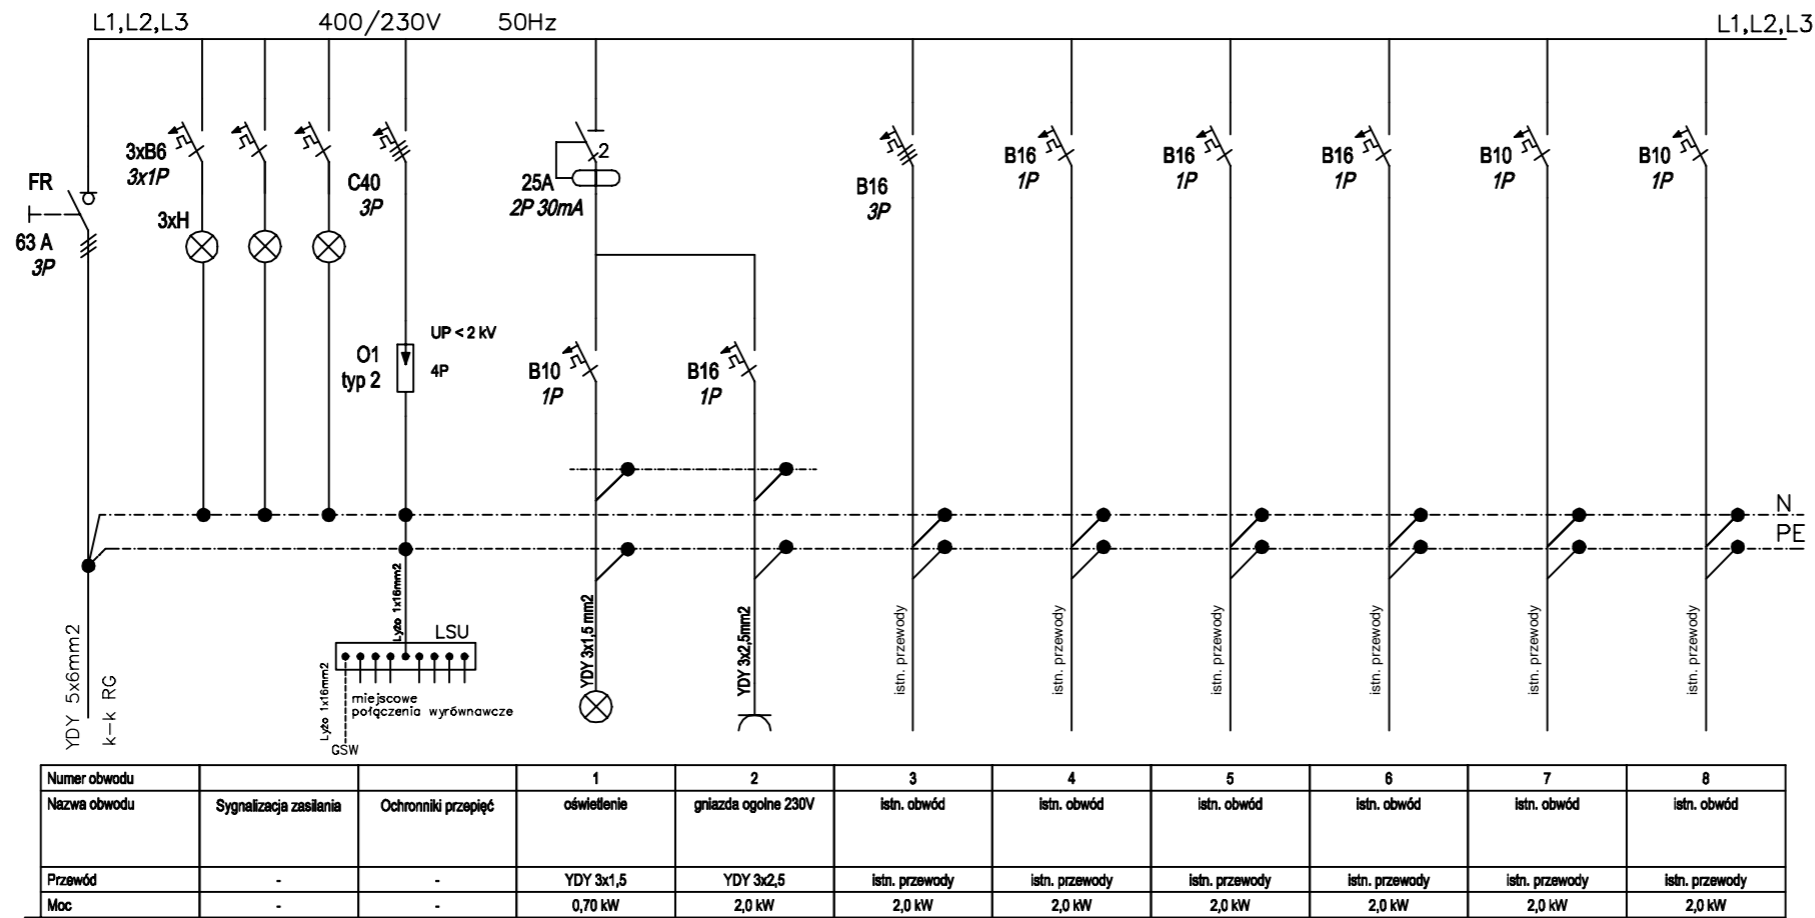 L1,L2,L3 400/230V 50Hz L1,L2,L3
FR
63 A
3P
3xB6
3x1P
3xH
C40
3P
O1
typ 2
UP < 2 kV
4P
2
25A
2P 30mA
B10
1P
B16
1P
B16
3P
B16
1P
B16
1P
B16
1P
B10
1P
B10
1P
N
PE
YDY 5x6mm2
k-k RG
Lyżo 1x16mm2
LSU
Lyżo 1x16mm2
miejscowe
połączenia wyrównawcze
GSW
YDY 3x1,5 mm2
YDY 3x2,5mm2
istn. przewody
istn. przewody
istn. przewody
istn. przewody
istn. przewody
istn. przewody
Numer obwodu 1 2 3 4 5 6 7 8
Nazwa obwodu Sygnalizacja zasilania Ochronniki przepięć oświetlenie gniazda ogolne 230V istn. obwód istn. obwód istn. obwód istn. obwód istn. obwód istn. obwód
Przewód - - YDY 3x1,5 YDY 3x2,5 istn. przewody istn. przewody istn. przewody istn. przewody istn. przewody istn. przewody
Moc - - 0,70 kW 2,0 kW 2,0 kW 2,0 kW 2,0 kW 2,0 kW 2,0 kW 2,0 kW